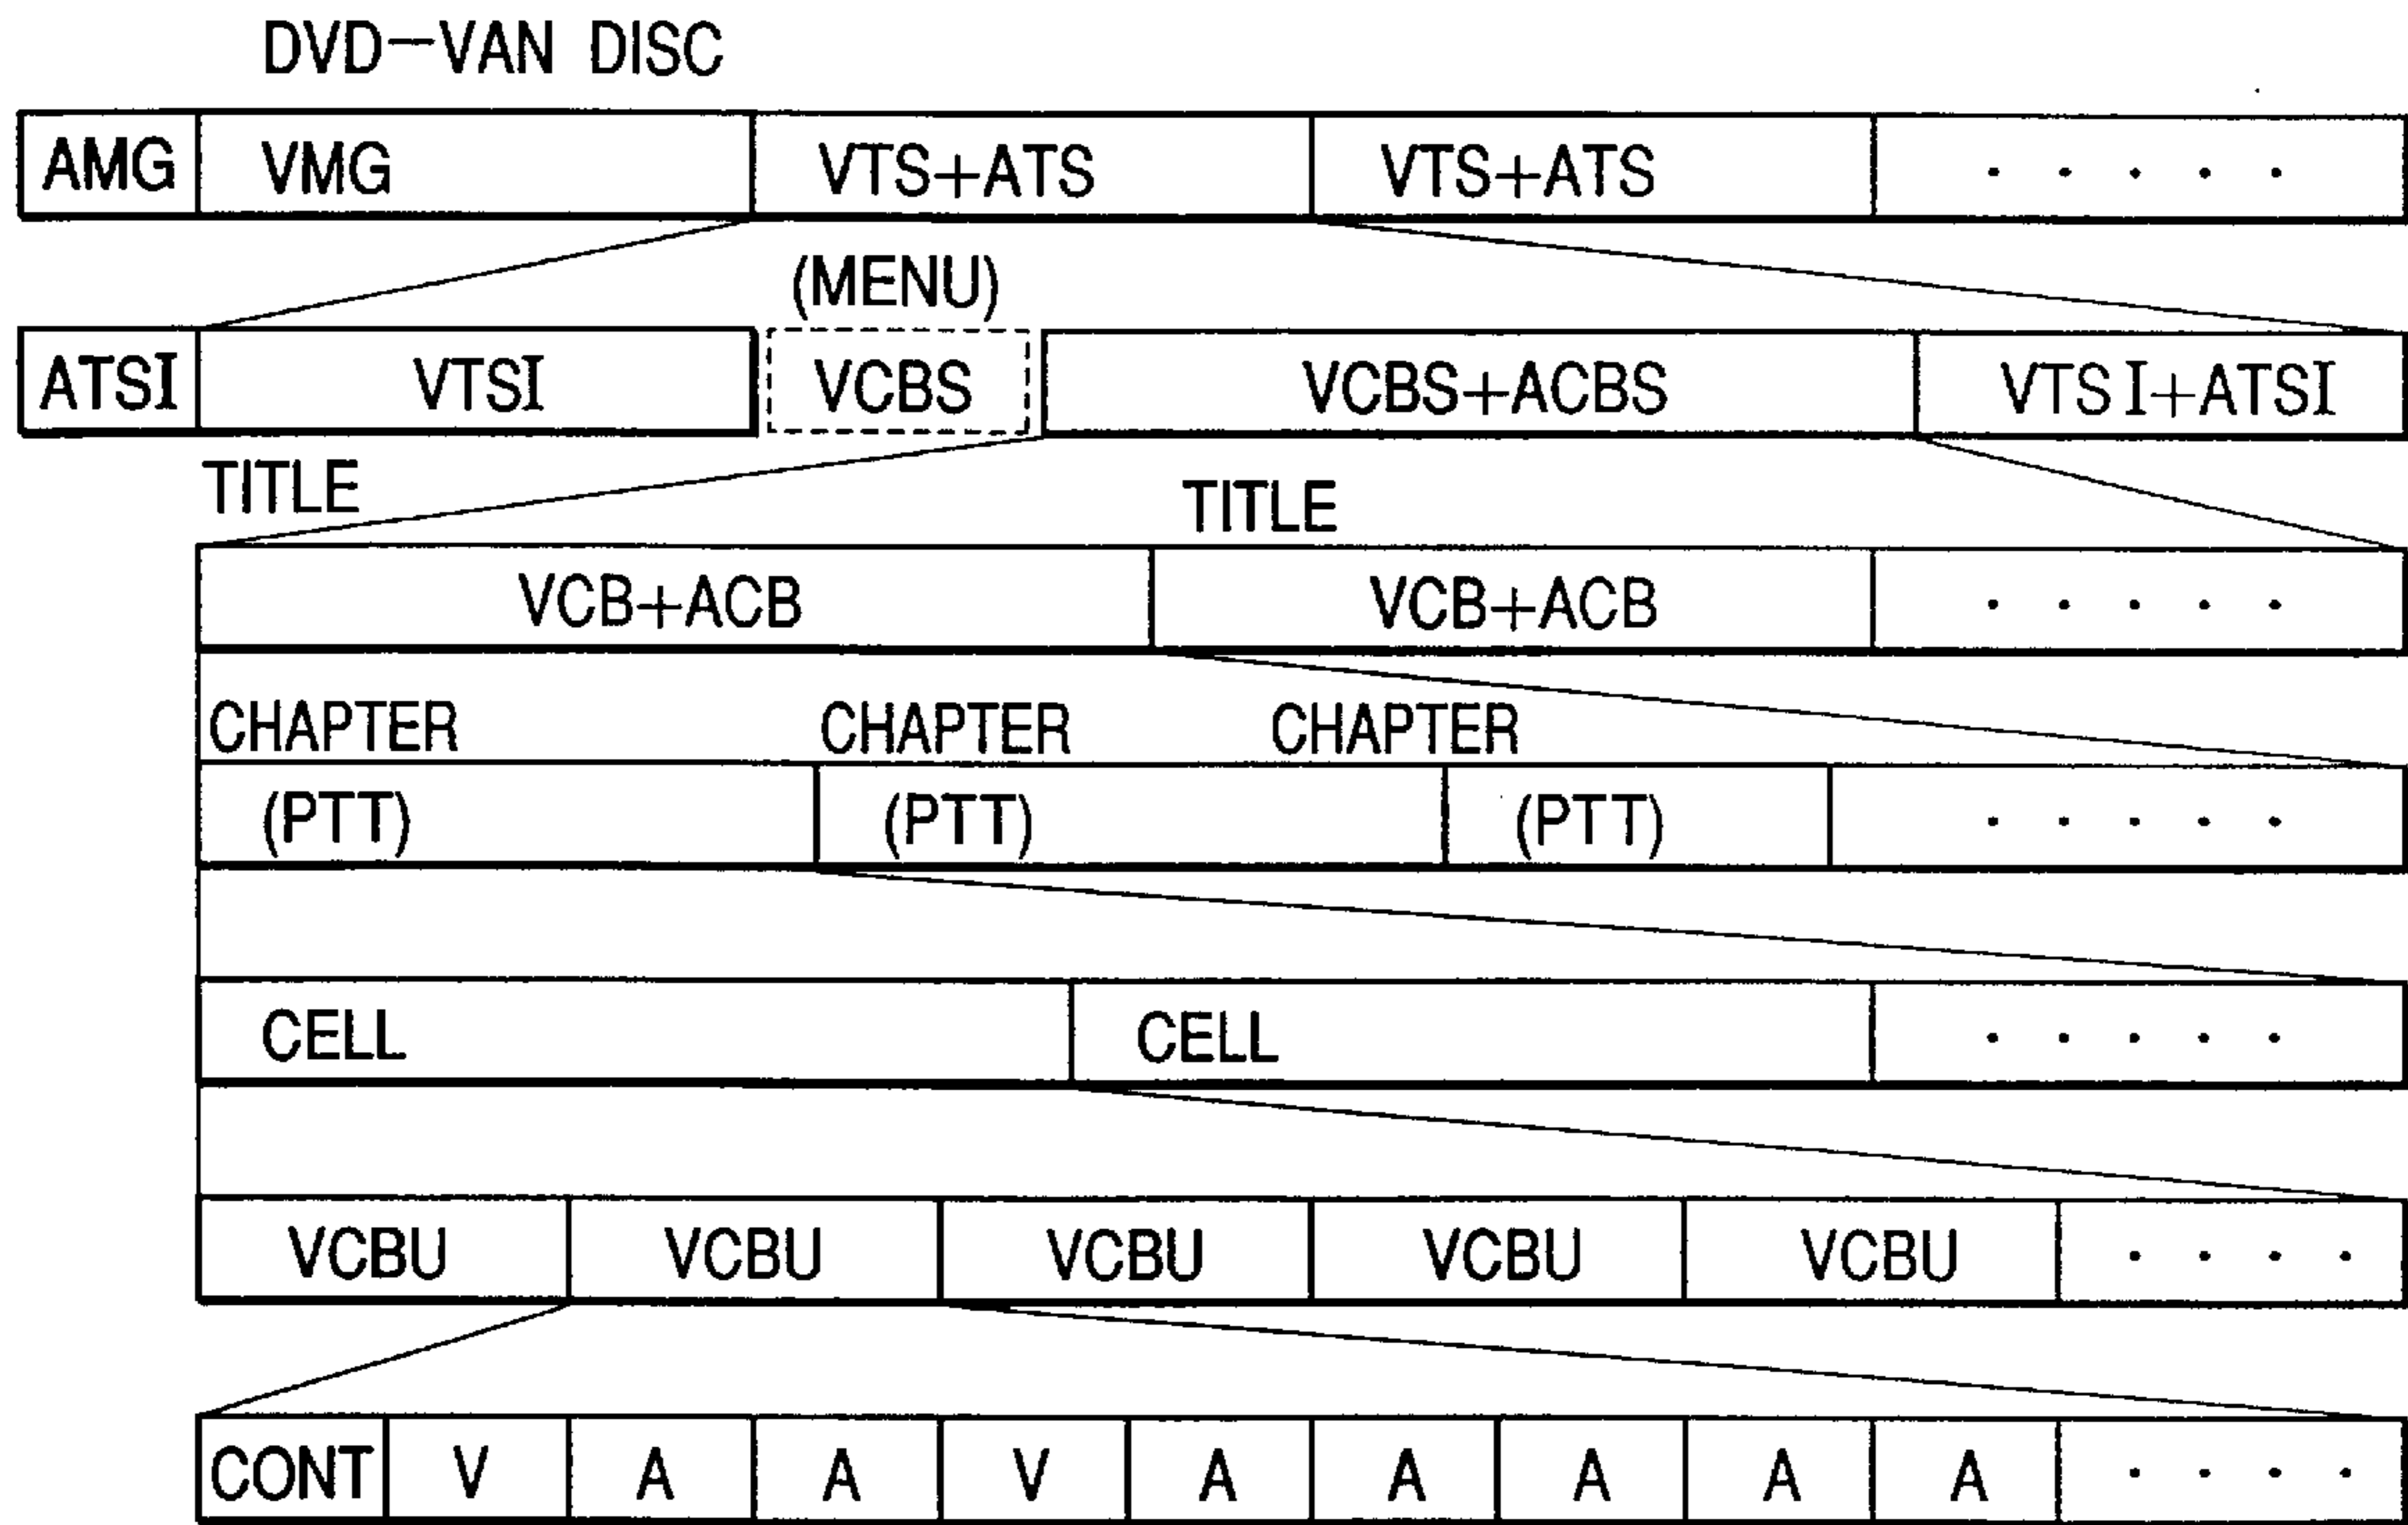 DVD-VAN DISC
AMG VMG VTS+ATS VTS+ATS . . . . .
(MENU)
ATSI VTSI VCBS VCBS+ACBS VTSI+ATSI
TITLE TITLE
VCB+ACB VCB+ACB . . . . .
CHAPTER CHAPTER CHAPTER
(PTT) (PTT) (PTT) . . . . .
CELL CELL . . . . .
VCBU VCBU VCBU VCBU VCBU . . . .
CONT V A A V A A A A A . . . .